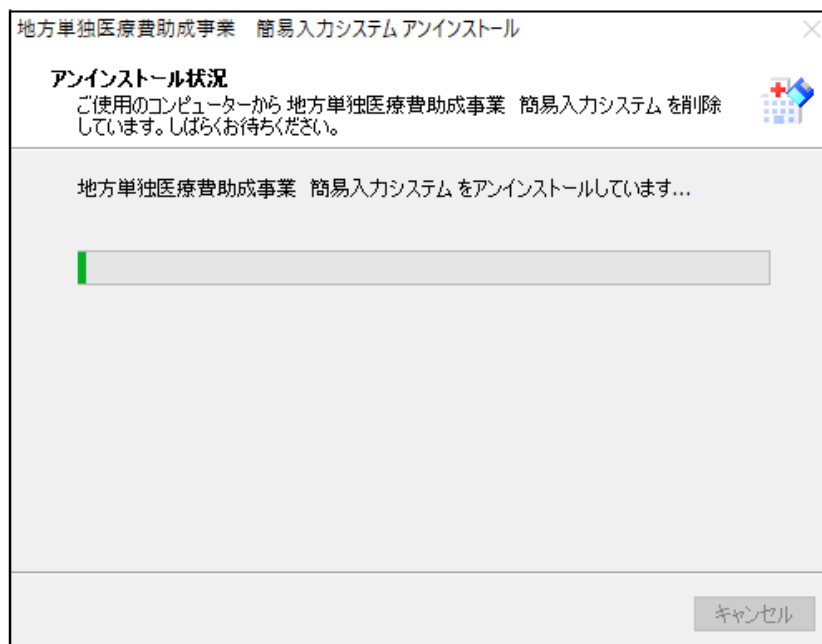 地方単独医療費助成事業　簡易入力システム アンインストール
アンインストール状況
ご使用のコンピューターから 地方単独医療費助成事業　簡易入力システム を削除
しています。しばらくお待ちください。
地方単独医療費助成事業　簡易入力システム をアンインストールしています...
キャンセル